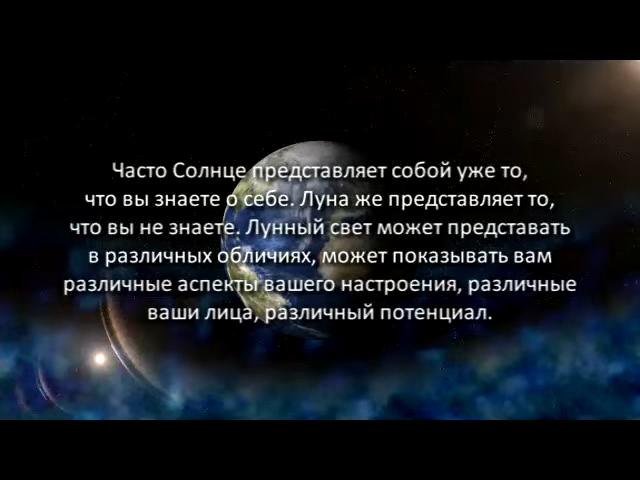 Часто Солнце представляет собой уже то,
что вы знаете о себе. Луна же представляет то,
что вы не знаете. Лунный свет может представать
в различных обличиях, может показывать вам
различные аспекты вашего настроения, различные
ваши лица, различный потенциал.